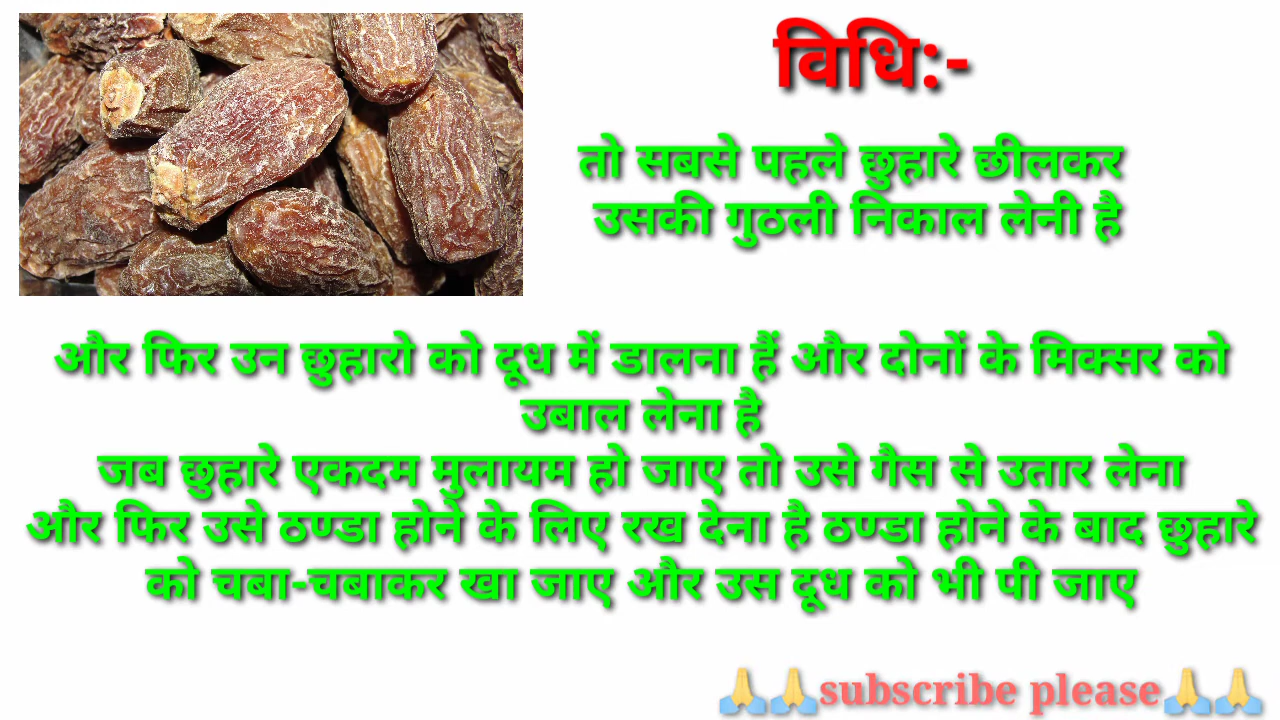 विधि:-
तो सबसे पहले छुहारे छीलकर
उसकी गुठली निकाल लेनी है
और फिर उन छुहारो को दूध में डालना हैं और दोनों के मिक्सर को
उबाल लेना है
जब छुहारे एकदम मुलायम हो जाए तो उसे गैस से उतार लेना
और फिर उसे ठण्डा होने के लिए रख देना है ठण्डा होने के बाद छुहारे
को चबा-चबाकर खा जाए और उस दूध को भी पी जाए
🙏🙏subscribe please🙏🙏